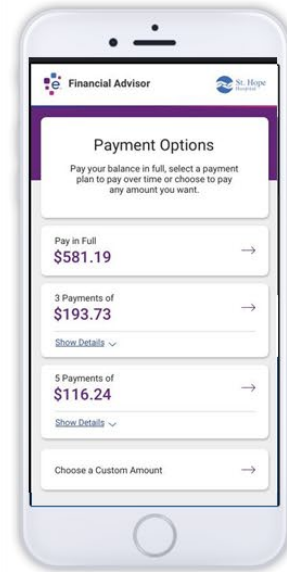 e. Financial Advisor
St. Hope
Hospital
Payment Options
Pay your balance in full, select a payment
plan to pay over time or choose to pay
any amount you want.
Pay in Full
$581.19
3 Payments of
$193.73
Show Details
5 Payments of
$116.24
Show Details
Choose a Custom Amount